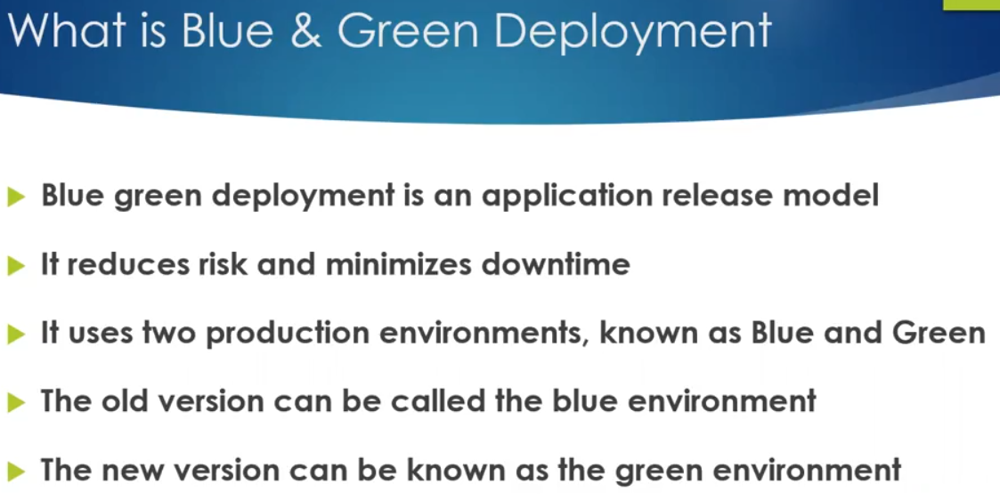 What is Blue & Green Deployment
Blue green deployment is an application release model
It reduces risk and minimizes downtime
It uses two production environments, known as Blue and Green
The old version can be called the blue environment
The new version can be known as the green environment